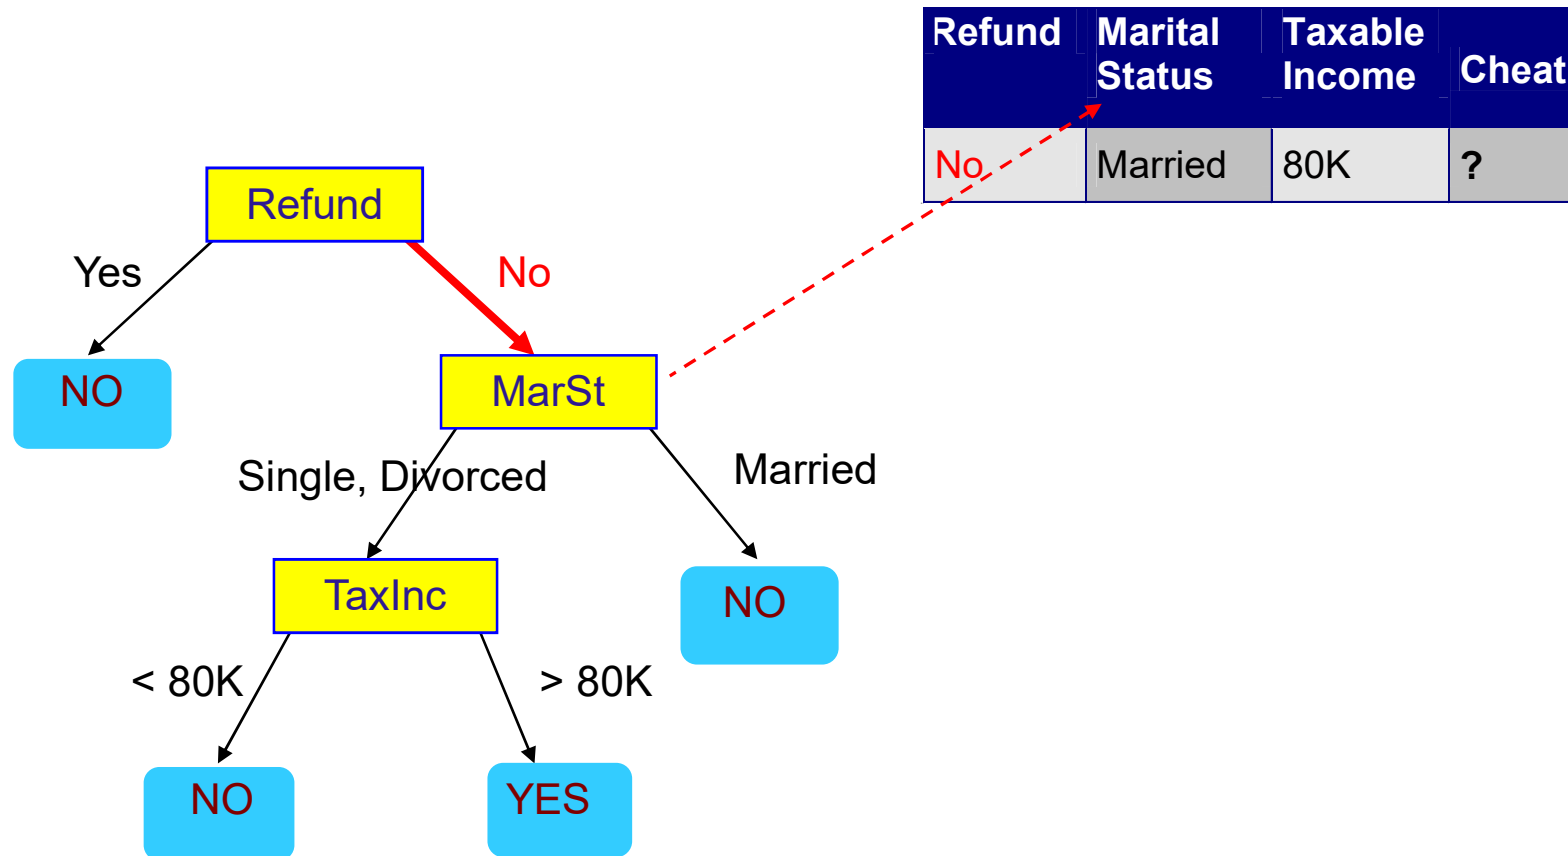 Refund Marital Status Taxable Income Cheat
No Married 80K ?
Refund
Yes
No
NO
MarSt
Single, Divorced
Married
TaxInc
NO
< 80K
> 80K
NO
YES